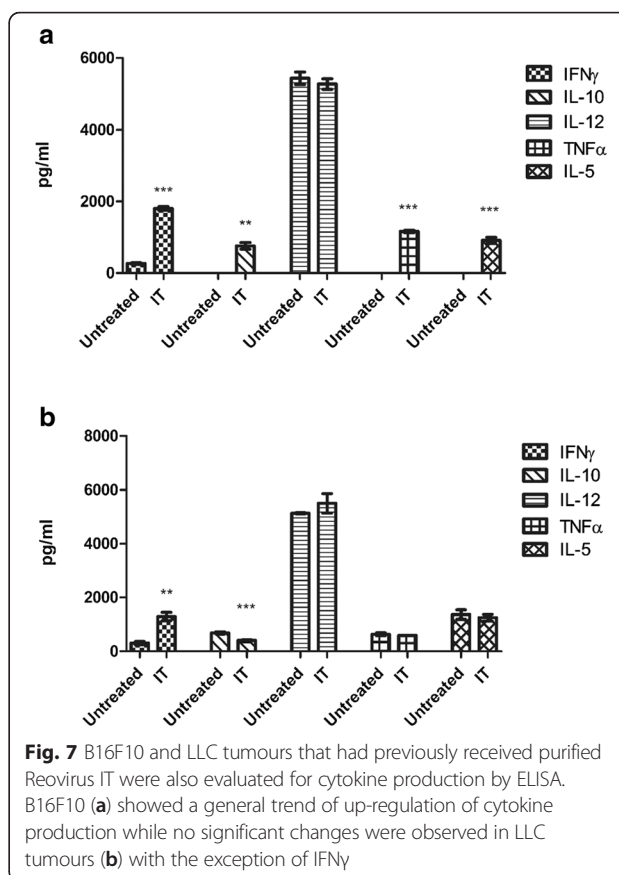 a
6000
4000
2000
0
pg/ml
*** ** *** ***
Untreated IT Untreated IT Untreated IT Untreated IT Untreated IT
IFNγ
IL-10
IL-12
TNFα
IL-5
b
8000
6000
4000
2000
0
pg/ml
** ***
Untreated IT Untreated IT Untreated IT Untreated IT Untreated IT
IFNγ
IL-10
IL-12
TNFα
IL-5
Fig. 7 B16F10 and LLC tumours that had previously received purified
Reovirus IT were also evaluated for cytokine production by ELISA.
B16F10 (a) showed a general trend of up-regulation of cytokine
production while no significant changes were observed in LLC
tumours (b) with the exception of IFNγ